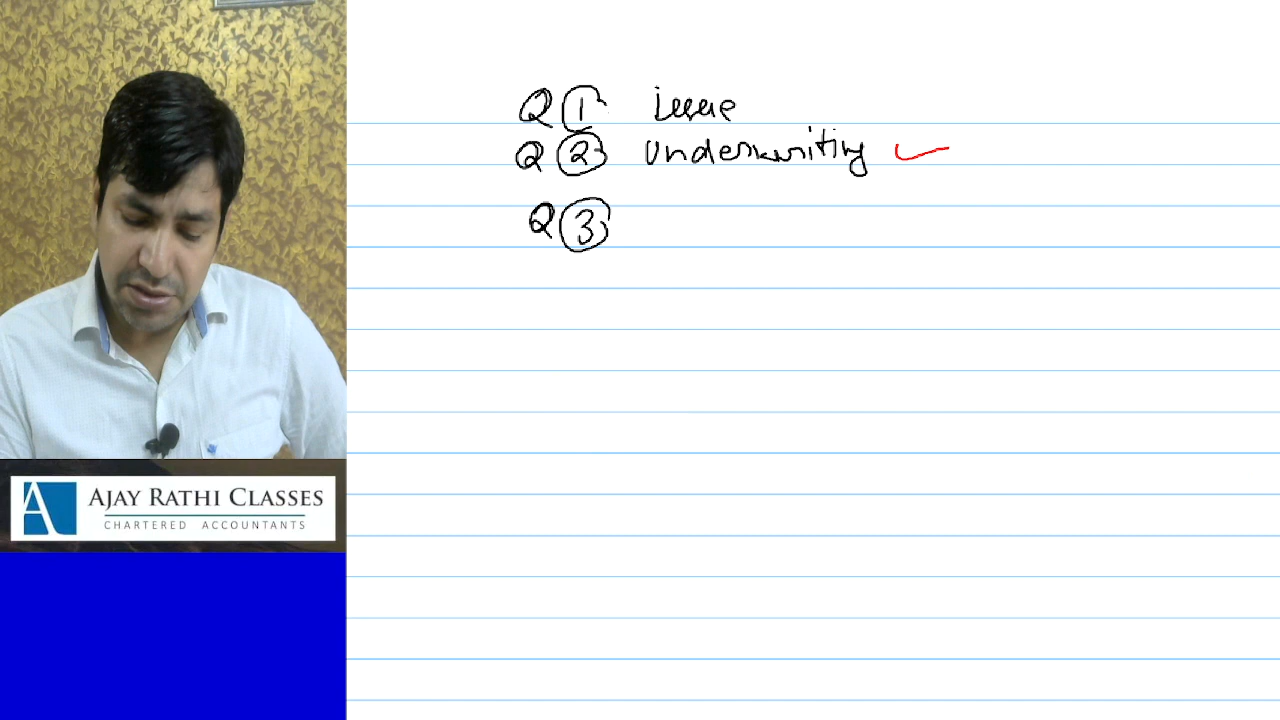 Q 1 issue
Q 2 Underwriting
Q 3
A
AJAY RATHI CLASSES
CHARTERED ACCOUNTANTS